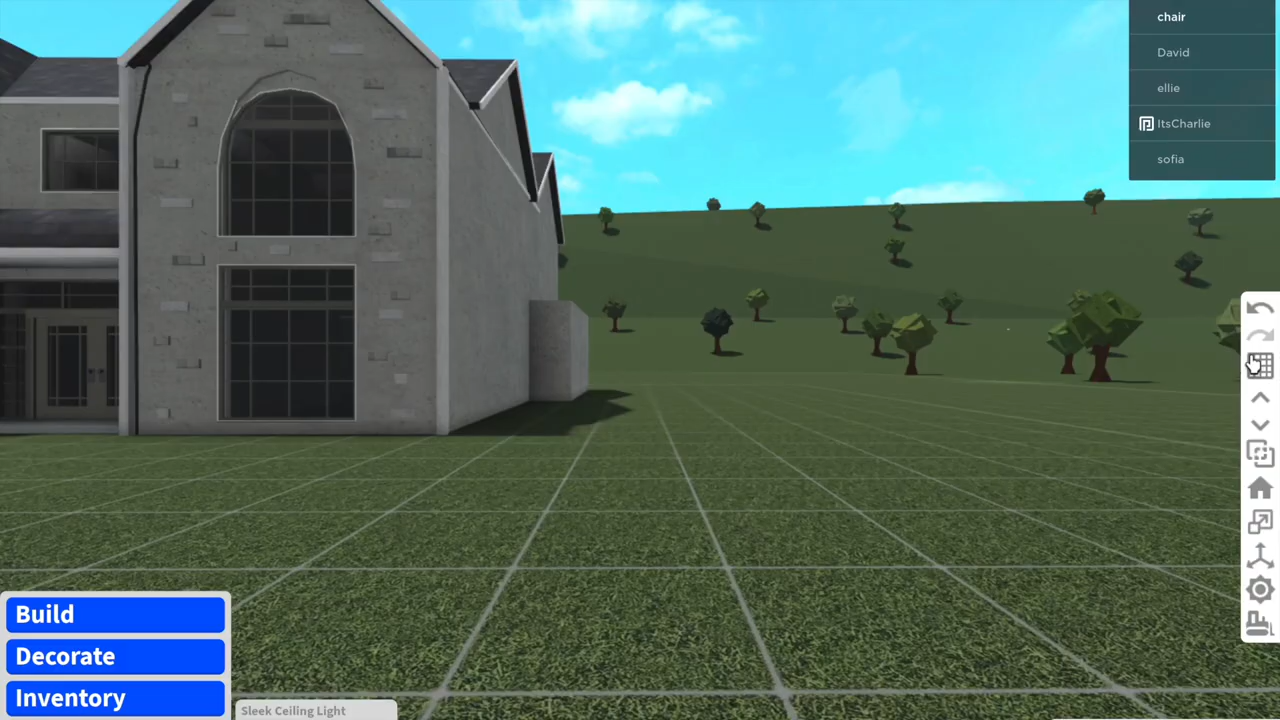 chair
David
ellie
ItsCharlie
sofia
Build
Decorate
Inventory
Sleek Ceiling Light